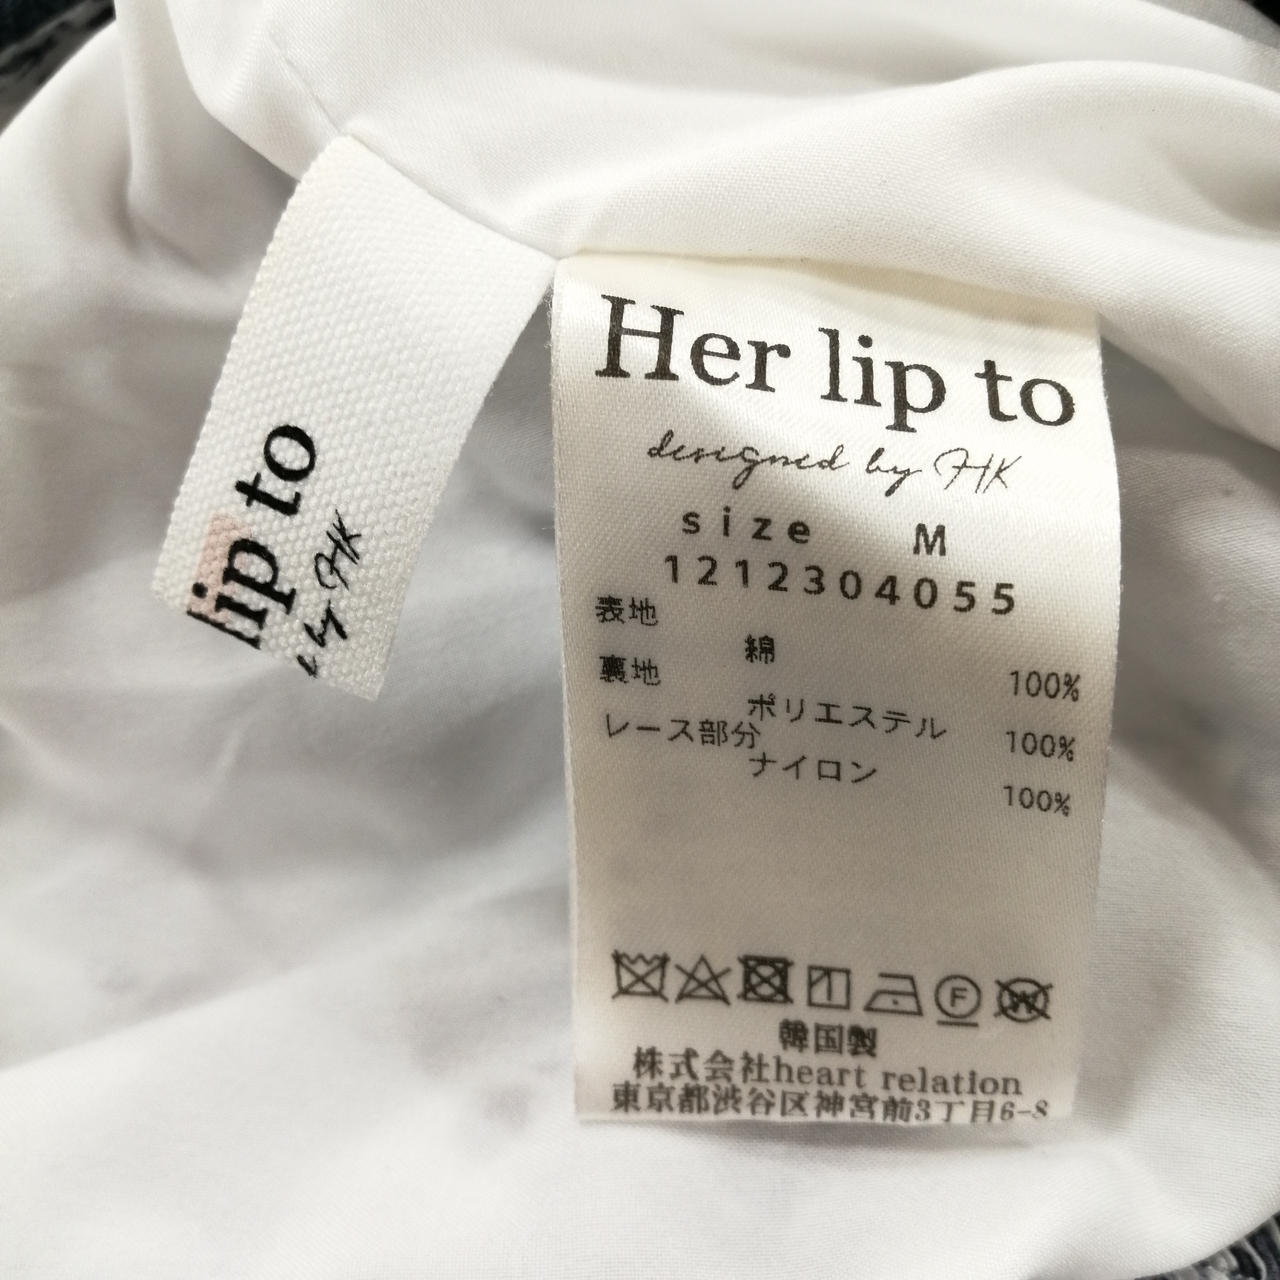 lip to
by HK
Her lip to
designed by HK
size M
1212304055
表地
綿 100%
裏地
ポリエステル 100%
レース部分
ナイロン 100%
F
W
韓国製
株式会社heart relation
東京都渋谷区神宮前3丁目6-8